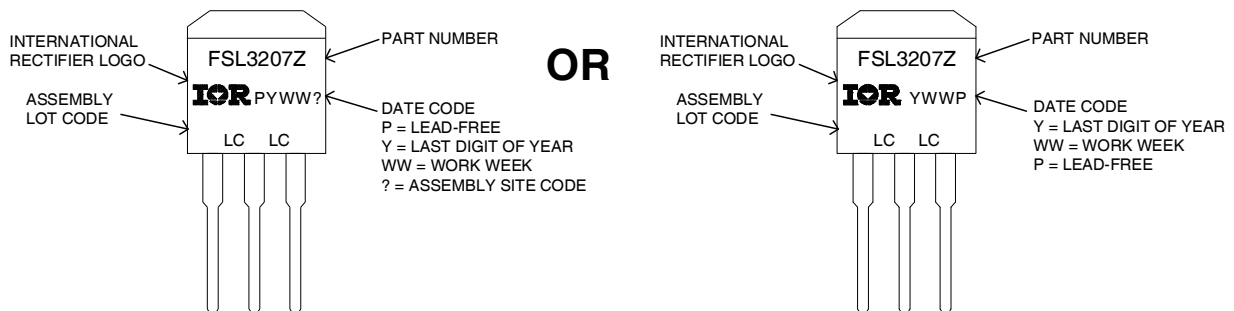 INTERNATIONAL
RECTIFIER LOGO
ASSEMBLY
LOT CODE
FSL3207Z
IOR PYWW?
LC LC
PART NUMBER
DATE CODE
P = LEAD-FREE
Y = LAST DIGIT OF YEAR
WW = WORK WEEK
? = ASSEMBLY SITE CODE
OR
INTERNATIONAL
RECTIFIER LOGO
ASSEMBLY
LOT CODE
FSL3207Z
IOR YWWP
LC LC
PART NUMBER
DATE CODE
Y = LAST DIGIT OF YEAR
WW = WORK WEEK
P = LEAD-FREE